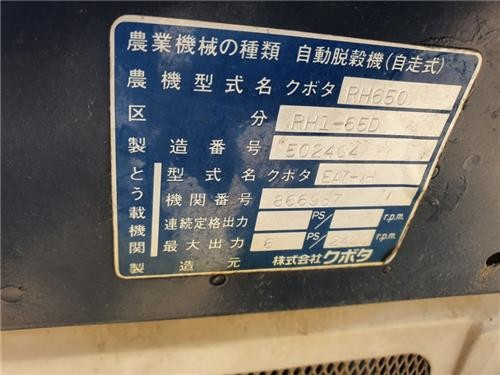 農業機械の種類 自動脱穀機(自走式)
農機型式名 クボタ RH650
区分 RH1-65D
製造番号 502464
とう載機関
型式名 クボタ
機関番号
連続定格出力 PS/ r.p.m.
最大出力 6 PS/ r.p.m.
製造元 株式会社クボタ